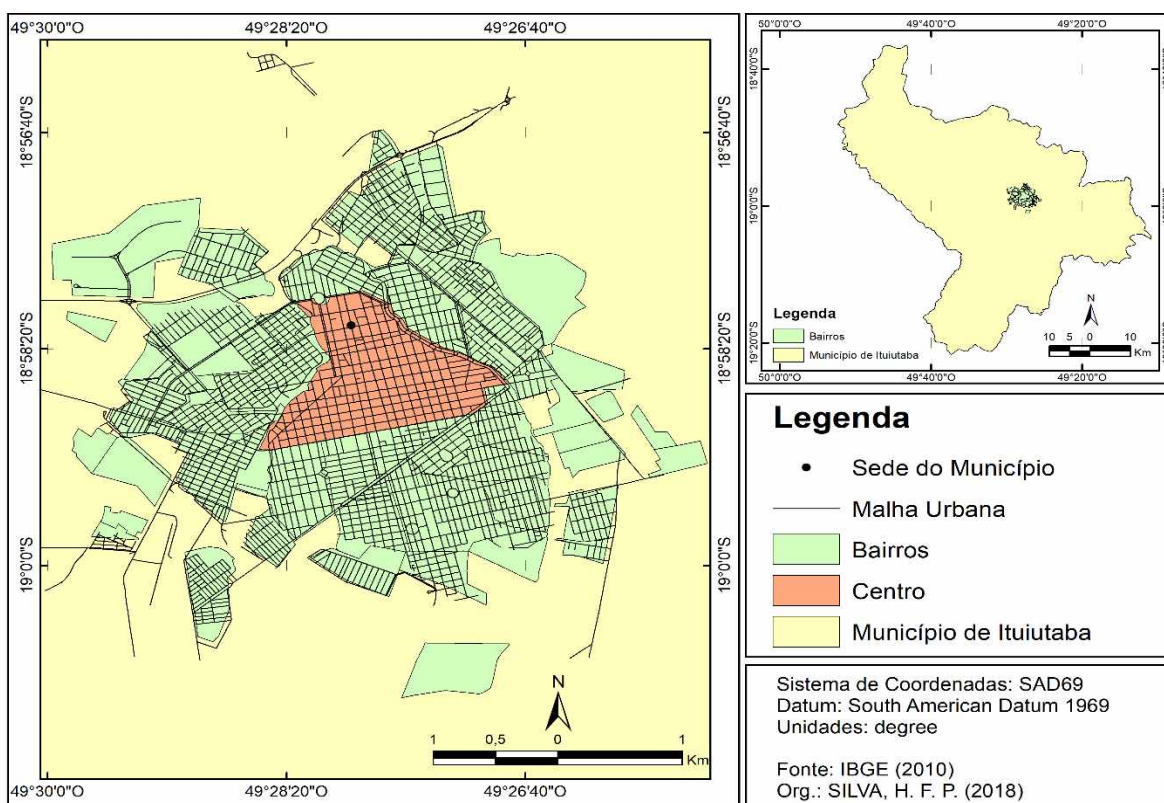 49°30'0"O 49°28'20"O 49°26'40"O
18°56'40"S 18°56'40"S
18°58'20"S 18°58'20"S
19°0'0"S 19°0'0"S
N
1 0,5 0 1
Km
49°30'0"O 49°28'20"O 49°26'40"O
50°0'0"O 49°40'0"O 49°20'0"O
18°40'0"S
19°0'0"S
19°20'0"S
Legenda
Bairros
Município de Ituiutaba
N
10 5 0 10
Km
50°0'0"O 49°40'0"O 49°20'0"O
Legenda
Sede do Município
Malha Urbana
Bairros
Centro
Município de Ituiutaba
Sistema de Coordenadas: SAD69
Datum: South American Datum 1969
Unidades: degree
Fonte: IBGE (2010)
Org.: SILVA, H. F. P. (2018)